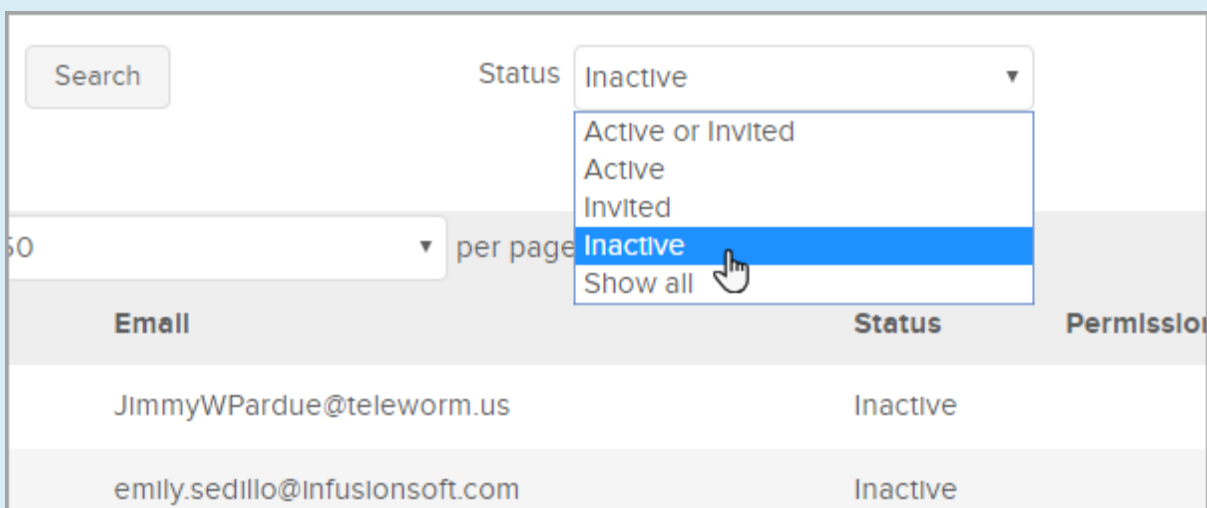 Search
Status Inactive
Active or Invited
Active
Invited
Inactive
Show all
per page
Email Status
JimmyWPardue@teleworm.us Inactive
emily.sedillo@infusionsoft.com Inactive